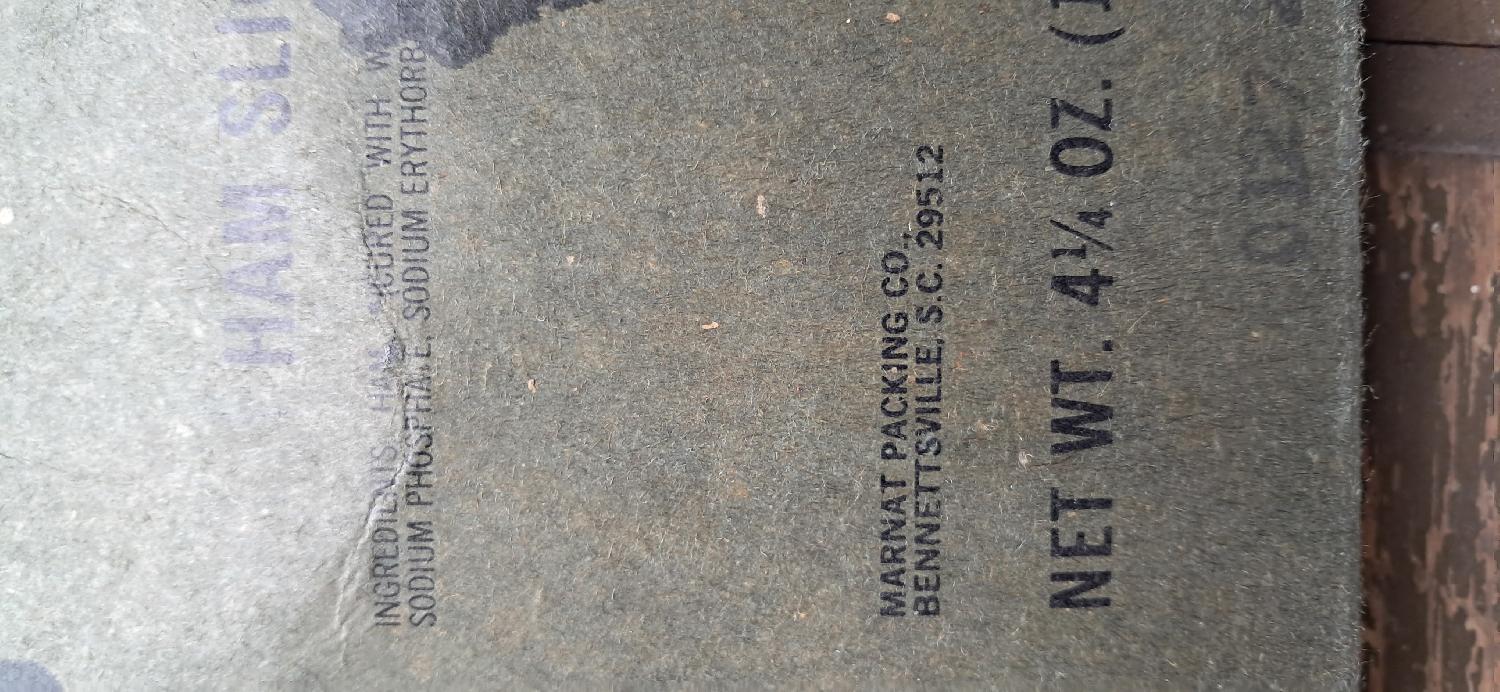 HAM SLI
INGREDIENTS: HAM, CURED WITH W
SODIUM PHOSPHATE, SODIUM ERYTHORB
MARNAT PACKING CO.,
BENNETTSVILLE, S.C. 29512
NET WT. 4¼ OZ. (1